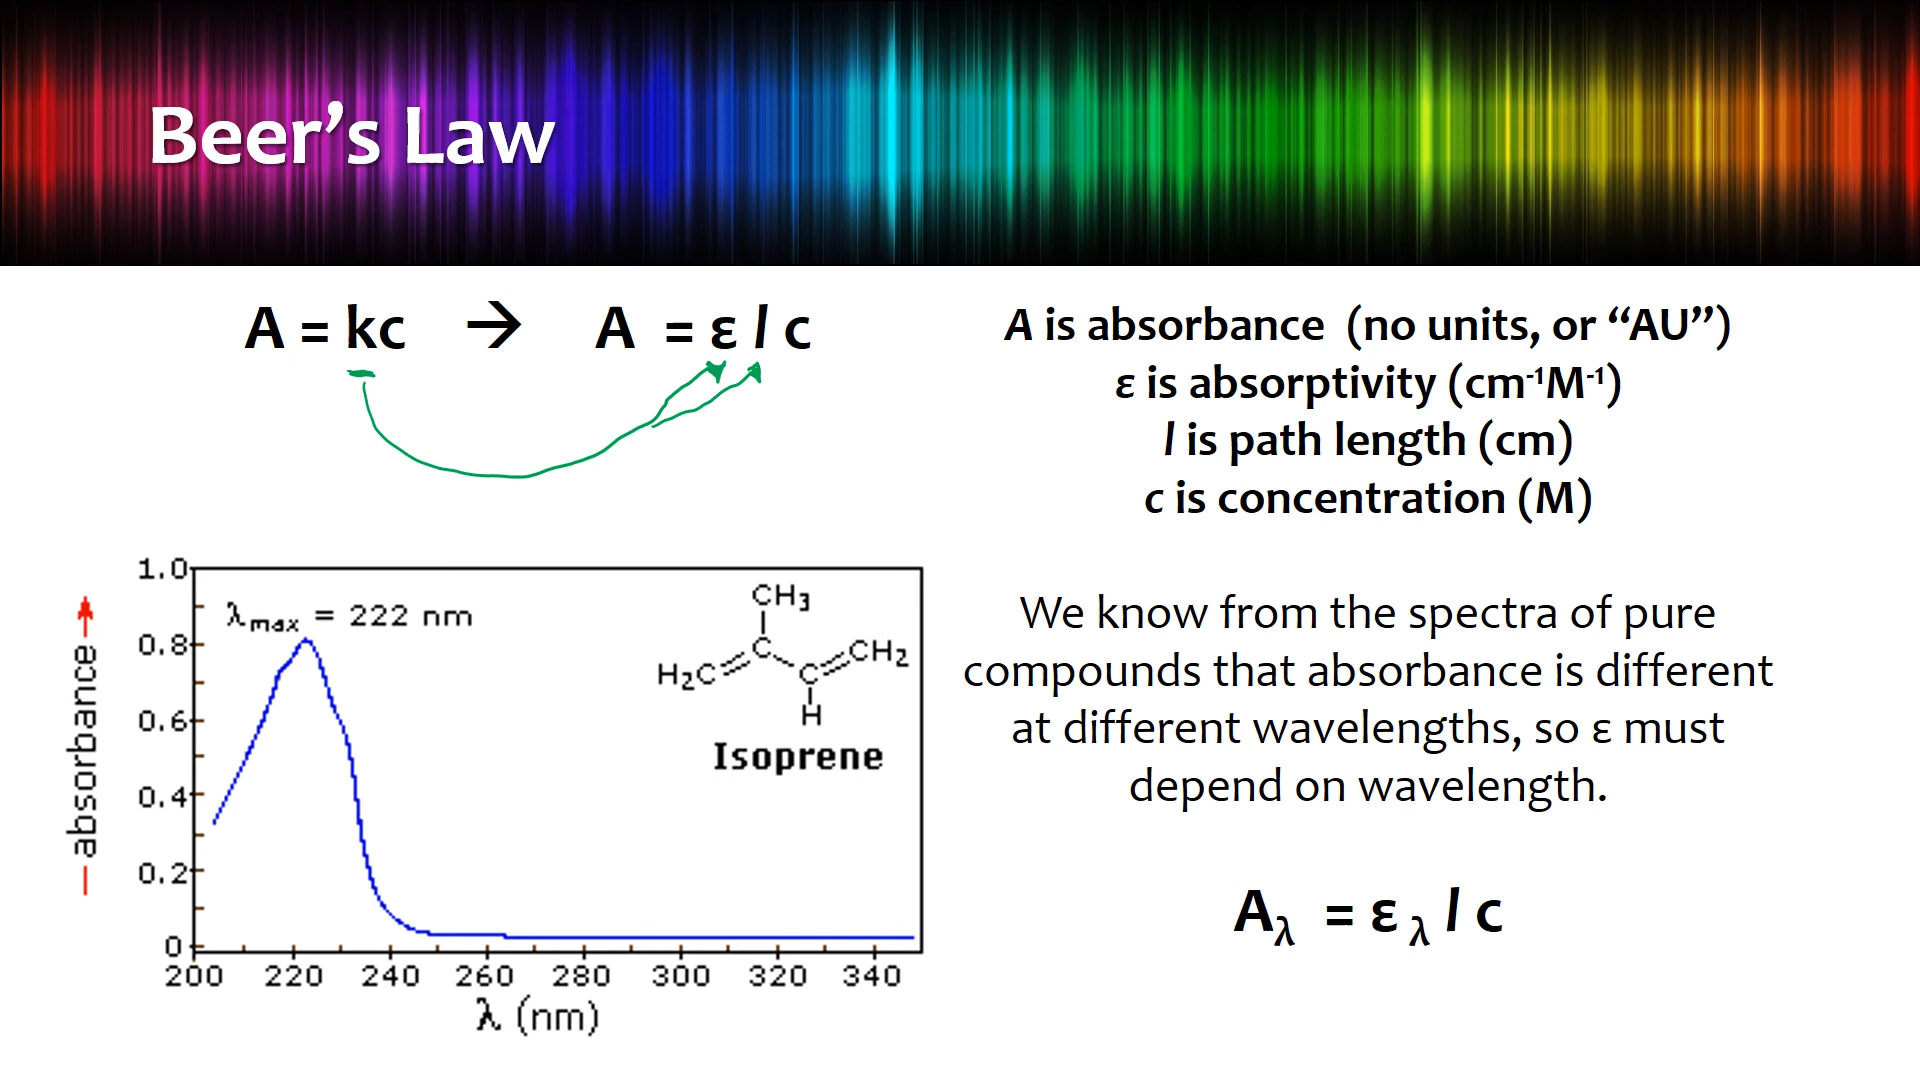 Beer’s Law
A = kc → A = ε l c
A is absorbance (no units, or “AU”)
ε is absorptivity (cm⁻¹M⁻¹)
l is path length (cm)
c is concentration (M)
1.0
0.8
0.6
0.4
0.2
0
absorbance
λmax = 222 nm
CH₃
H₂C C CH₂
C
H
Isoprene
200 220 240 260 280 300 320 340
λ (nm)
We know from the spectra of pure
compounds that absorbance is different
at different wavelengths, so ε must
depend on wavelength.
Aλ = ε λ l c